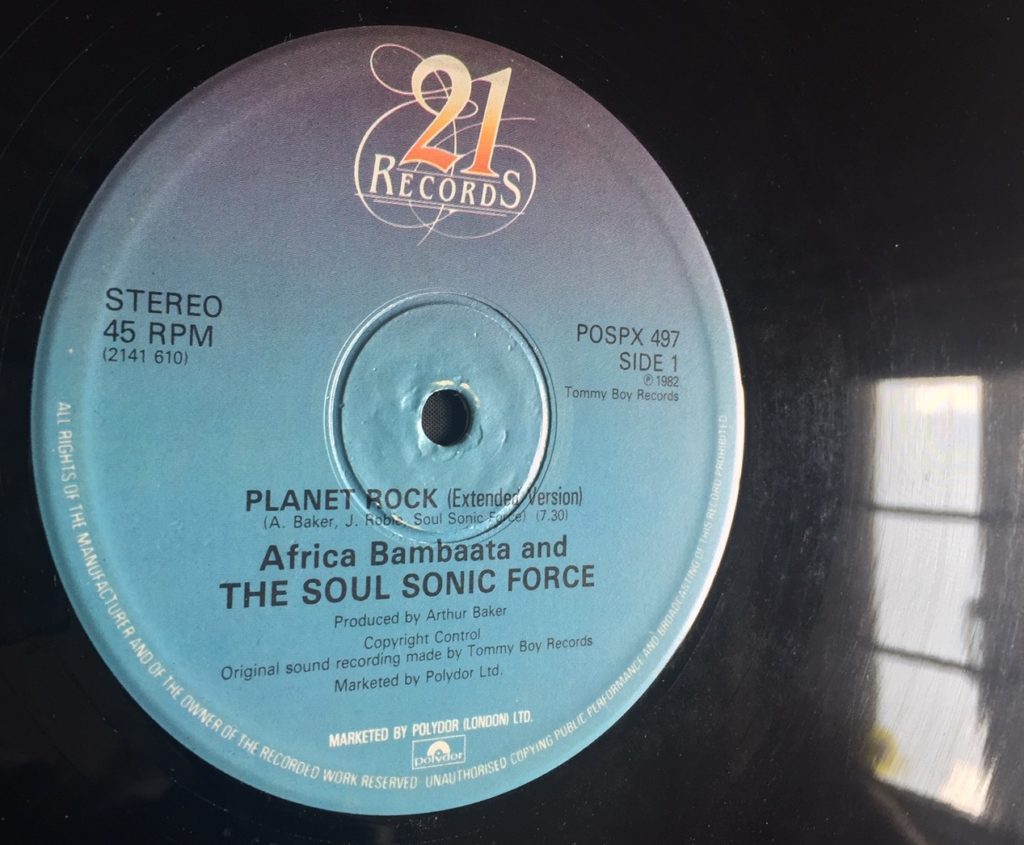 21
RECORDS
STEREO
45 RPM
(2141 610)
POSPX 497
SIDE 1
℗ 1982
Tommy Boy Records
PLANET ROCK (Extended Version)
(A. Baker, J. Robie, Soul Sonic Force) (7.30)
Africa Bambaata and
THE SOUL SONIC FORCE
Produced by Arthur Baker
Copyright Control
Original sound recording made by Tommy Boy Records
Marketed by Polydor Ltd.
MARKETED BY POLYDOR (LONDON) LTD.
polydor
ALL RIGHTS OF THE MANUFACTURER AND OF THE OWNER OF THE RECORDED WORK RESERVED UNAUTHORISED COPYING PUBLIC PERFORMANCE AND BROADCASTING OF THIS RECORD PROHIBITED